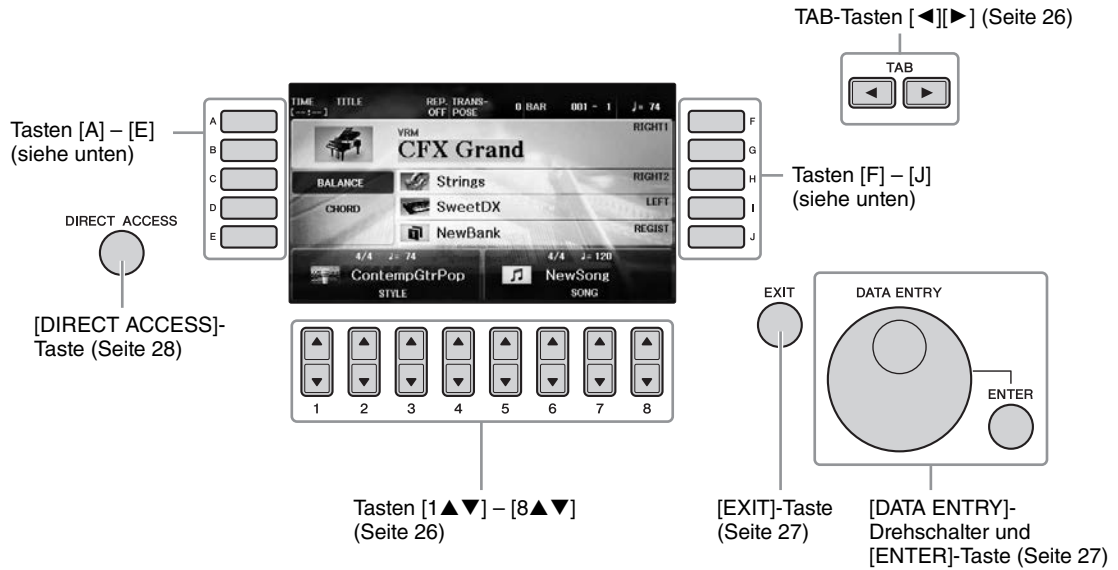 TAB-Tasten [◄][►] (Seite 26)
TAB
◄ ►
Tasten [A] – [E]
(siehe unten)
A
B
C
D
E
TIME TITLE REP. TRANS- 0 BAR 001 - 1 ♩= 74
[--:--] OFF POSE
VRM RIGHT1
CFX Grand
BALANCE Strings RIGHT2
CHORD SweetDX LEFT
NewBank REGIST
4/4 ♩= 74
ContempGtrPop
STYLE
4/4 ♩= 120
NewSong
SONG
F
G
H
I
J
Tasten [F] – [J]
(siehe unten)
DIRECT ACCESS
[DIRECT ACCESS]-
Taste (Seite 28)
▲ ▲ ▲ ▲ ▲ ▲ ▲ ▲
▼ ▼ ▼ ▼ ▼ ▼ ▼ ▼
1 2 3 4 5 6 7 8
Tasten [1▲▼] – [8▲▼]
(Seite 26)
EXIT
[EXIT]-Taste
(Seite 27)
DATA ENTRY
ENTER
[DATA ENTRY]-
Drehschalter und
[ENTER]-Taste (Seite 27)